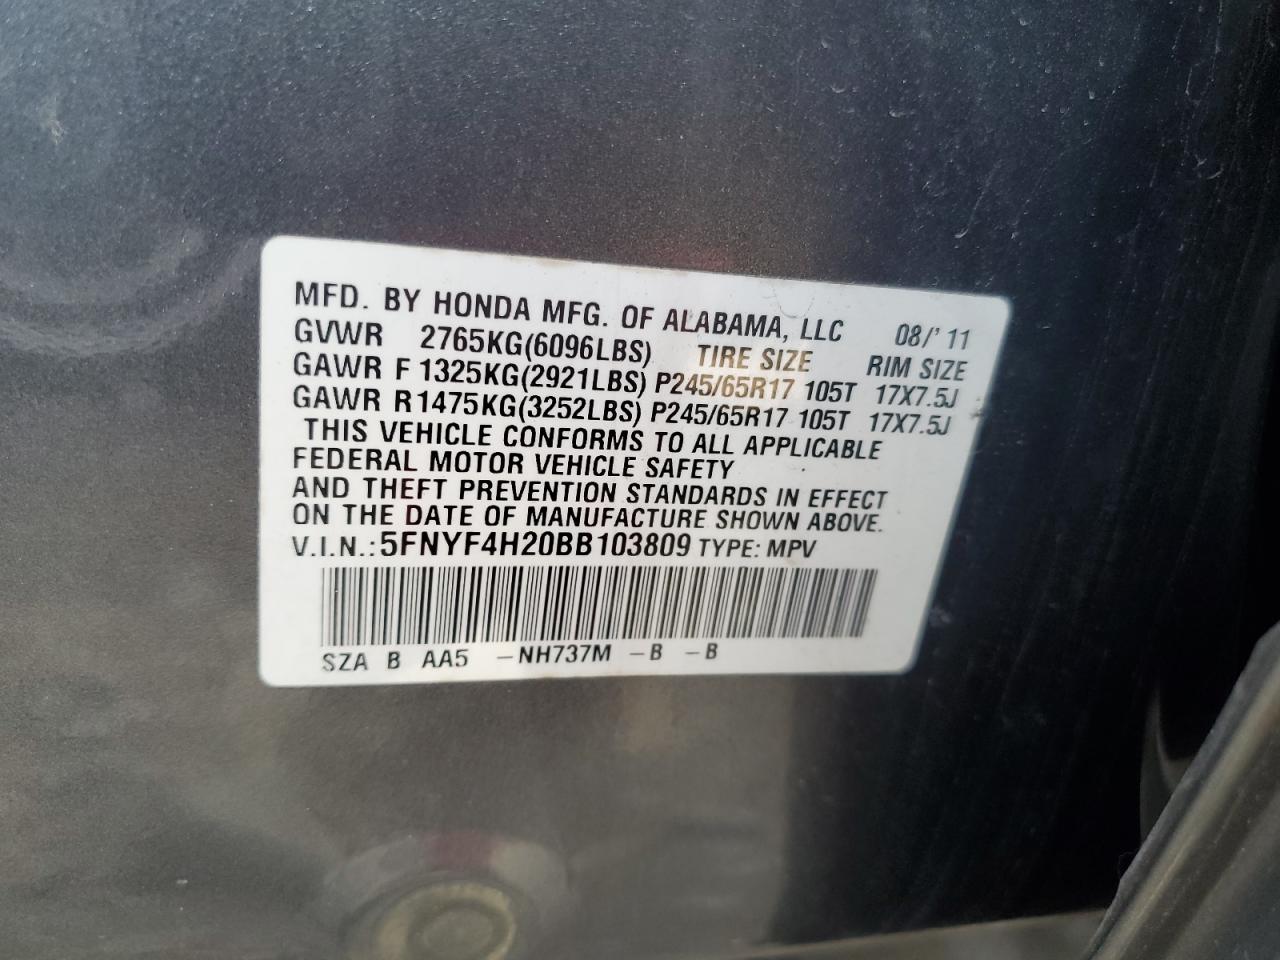 MFD. BY HONDA MFG. OF ALABAMA, LLC 08/'11
GVWR 2765KG(6096LBS) TIRE SIZE RIM SIZE
GAWR F 1325KG(2921LBS) P245/65R17 105T 17X7.5J
GAWR R 1475KG(3252LBS) P245/65R17 105T 17X7.5J
THIS VEHICLE CONFORMS TO ALL APPLICABLE
FEDERAL MOTOR VEHICLE SAFETY
AND THEFT PREVENTION STANDARDS IN EFFECT
ON THE DATE OF MANUFACTURE SHOWN ABOVE.
V.I.N.: 5FNYF4H20BB103809 TYPE: MPV
SZA B AA5 -NH737M -B -B